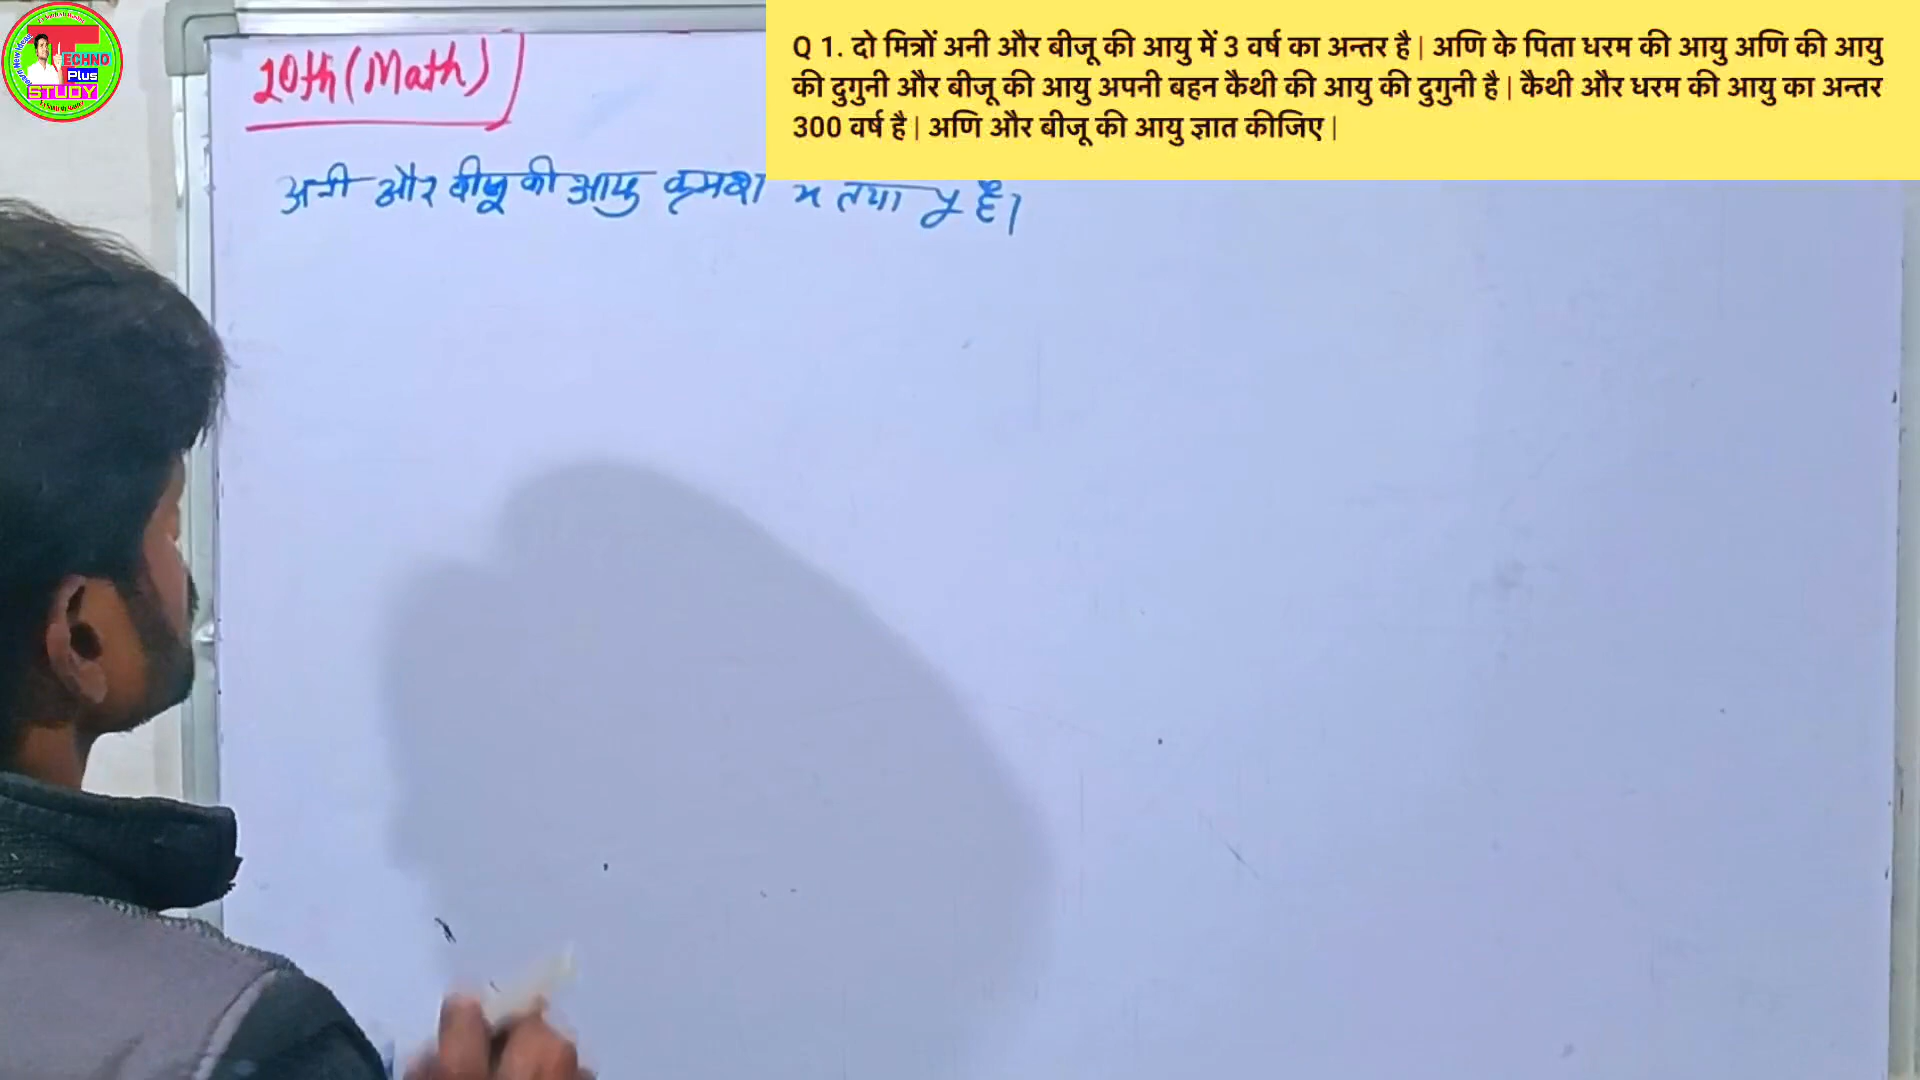 TECHNO
Plus
STUDY
10th (Math)
Q 1. दो मित्रों अनी और बीजू की आयु में 3 वर्ष का अन्तर है | अणि के पिता धरम की आयु अणि की आयु
की दुगुनी और बीजू की आयु अपनी बहन कैथी की आयु की दुगुनी है | कैथी और धरम की आयु का अन्तर
300 वर्ष है | अणि और बीजू की आयु ज्ञात कीजिए |
अनी और बीजू की आयु क्रमशः x तथा y है।